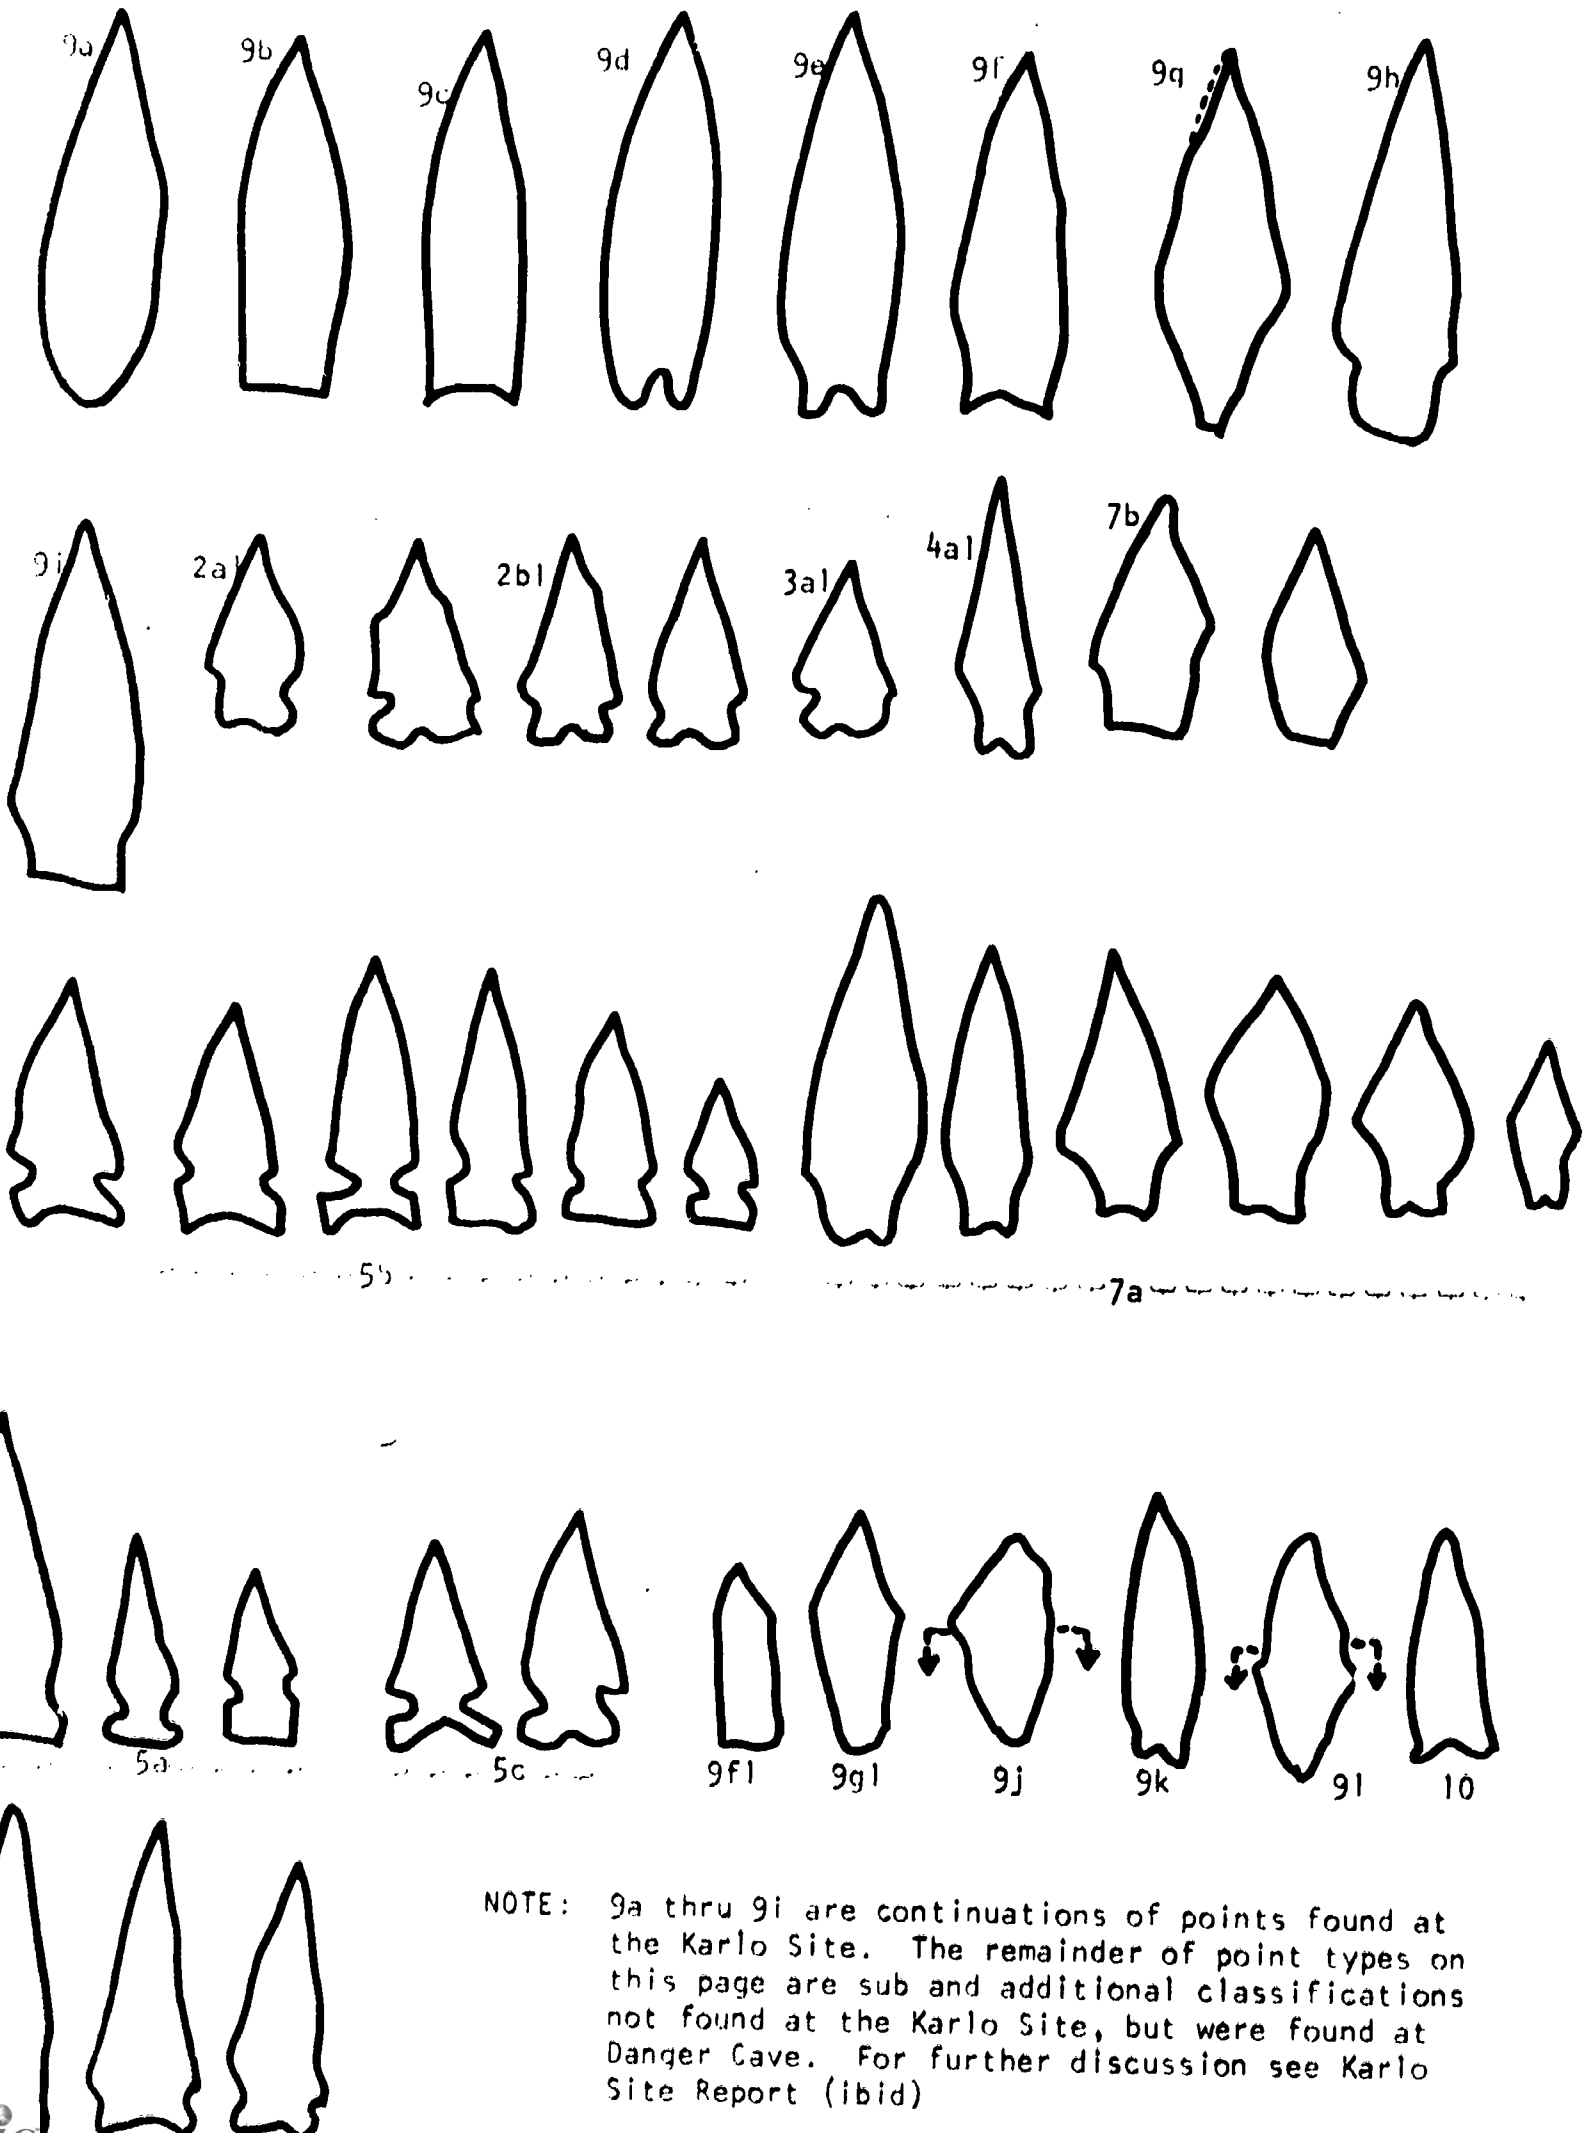 9a
9b
9c
9d
9e
9f
9g
9h
9i
2a1
2b1
3a1
4a1
7b
5b
7a
5a
5c
9f1
9g1
9j
9k
9l
10
NOTE: 9a thru 9i are continuations of points found at
the Karlo Site. The remainder of point types on
this page are sub and additional classifications
not found at the Karlo Site, but were found at
Danger Cave. For further discussion see Karlo
Site Report (ibid)